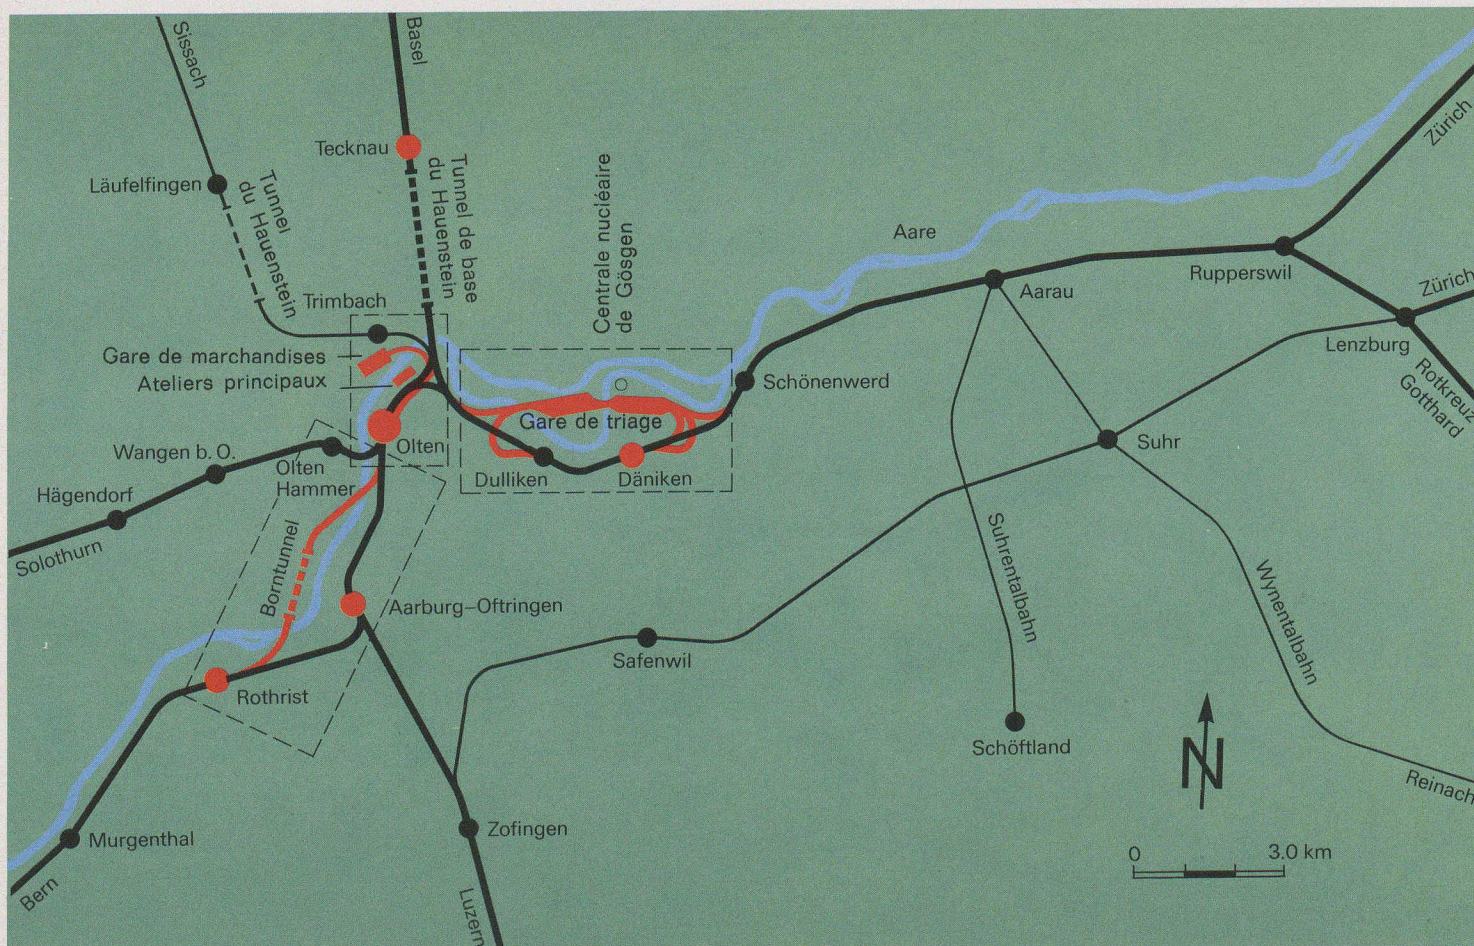 Sissach
Basel
Zürich
Tecknau
Läufelfingen
Tunnel
du Hauenstein
Tunnel de base
du Hauenstein
Centrale nucléaire
de Gösgen
Aare
Rupperswil
Zürich
Aarau
Trimbach
Gare de marchandises
Ateliers principaux
Lenzburg
Rotkreuz
Gotthard
Schönenwerd
Gare de triage
Olten
Wangen b. O.
Olten
Hammer
Dulliken
Däniken
Suhr
Hägendorf
Solothurn
Borntunnel
Suhrentalbahn
Wynentalbahn
Aarburg–Oftringen
Safenwil
Rothrist
Schöftland
N
Reinach
Murgenthal
Zofingen
0
3.0 km
Bern
Luzern